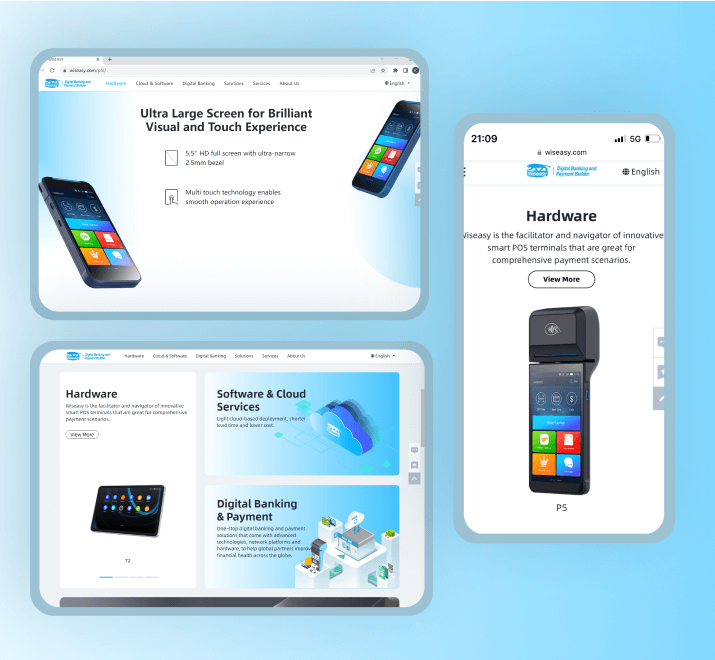 wiseasy.com/p5/
Digital Banking and
Payment Builder
Hardware Cloud & Software Digital Banking Solutions Services About Us
English
Ultra Large Screen for Brilliant
Visual and Touch Experience
5.5" HD full screen with ultra-narrow
2.5mm bezel
Multi touch technology enables
smooth operation experience
Digital Banking and
Payment Builder
Hardware Cloud & Software Digital Banking Solutions Services About Us
English
Hardware
Wiseasy is the facilitator and navigator of innovative
smart POS terminals that are great for comprehensive
payment scenarios.
View More
T2
Software & Cloud
Services
Light cloud-based deployment, shorter
lead time and lower cost.
Digital Banking
& Payment
One-stop digital banking and payment
solutions that come with advanced
technologies, network platforms and
hardware, to help global partners improve
financial health across the globe.
21:09
5G
wiseasy.com
Wiseasy
Digital Banking and
Payment Builder
English
Hardware
Wiseasy is the facilitator and navigator of innovative
smart POS terminals that are great for
comprehensive payment scenarios.
View More
P5